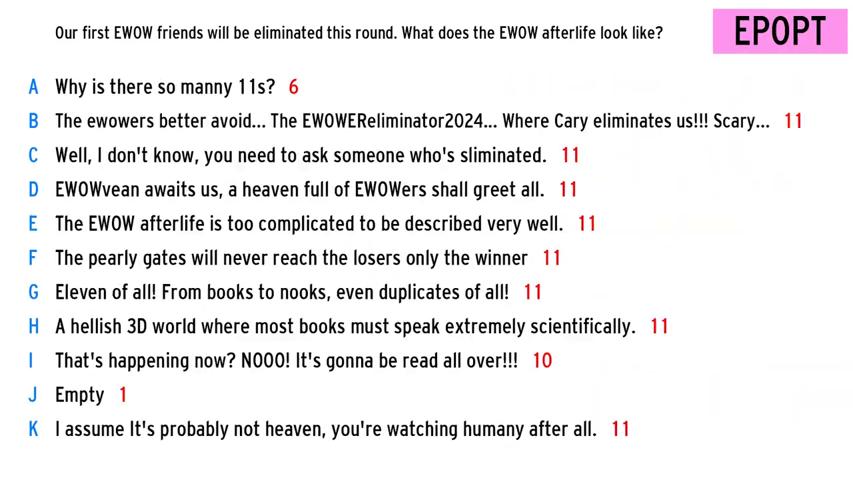 Our first EWOW friends will be eliminated this round. What does the EWOW afterlife look like?
EPOPT
A Why is there so manny 11s? 6
B The ewowers better avoid... The EWOWEReliminator2024... Where Cary eliminates us!!! Scary... 11
C Well, I don't know, you need to ask someone who's sliminated. 11
D EWOWvean awaits us, a heaven full of EWOWers shall greet all. 11
E The EWOW afterlife is too complicated to be described very well. 11
F The pearly gates will never reach the losers only the winner 11
G Eleven of all! From books to nooks, even duplicates of all! 11
H A hellish 3D world where most books must speak extremely scientifically. 11
I That's happening now? NOOO! It's gonna be read all over!!! 10
J Empty 1
K I assume It's probably not heaven, you're watching humany after all. 11